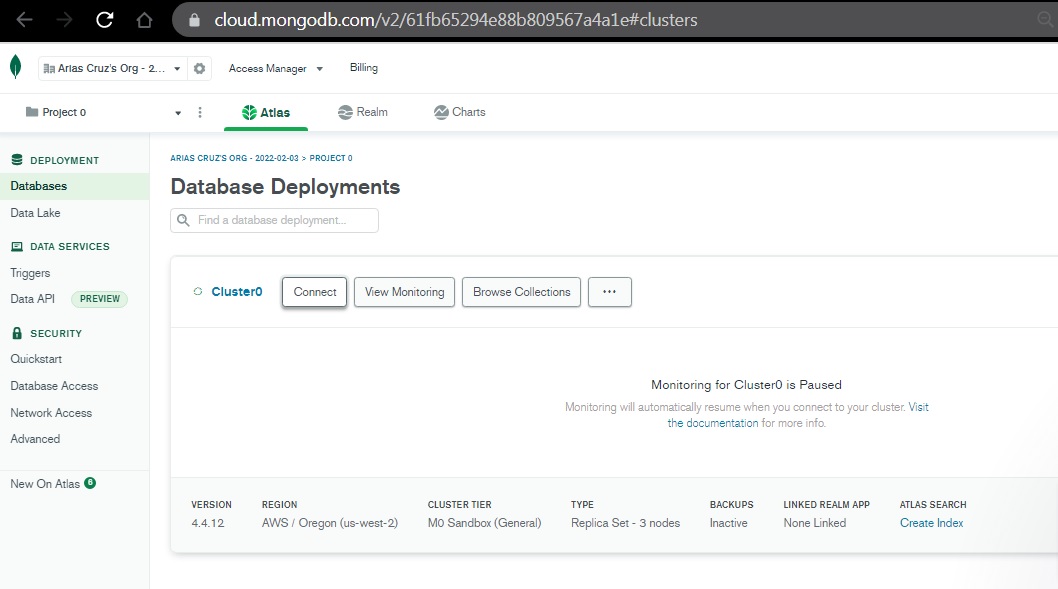 cloud.mongodb.com/v2/61fb65294e88b809567a4a1e#clusters
Arias Cruz's Org - 2...
Access Manager
Billing
Project 0
Atlas
Realm
Charts
DEPLOYMENT
Databases
Data Lake
DATA SERVICES
Triggers
Data API PREVIEW
SECURITY
Quickstart
Database Access
Network Access
Advanced
New On Atlas 6
ARIAS CRUZ'S ORG - 2022-02-03 > PROJECT 0
Database Deployments
Find a database deployment...
Cluster0
Connect
View Monitoring
Browse Collections
...
Monitoring for Cluster0 is Paused
Monitoring will automatically resume when you connect to your cluster. Visit
the documentation for more info.
VERSION
4.4.12
REGION
AWS / Oregon (us-west-2)
CLUSTER TIER
M0 Sandbox (General)
TYPE
Replica Set - 3 nodes
BACKUPS
Inactive
LINKED REALM APP
None Linked
ATLAS SEARCH
Create Index